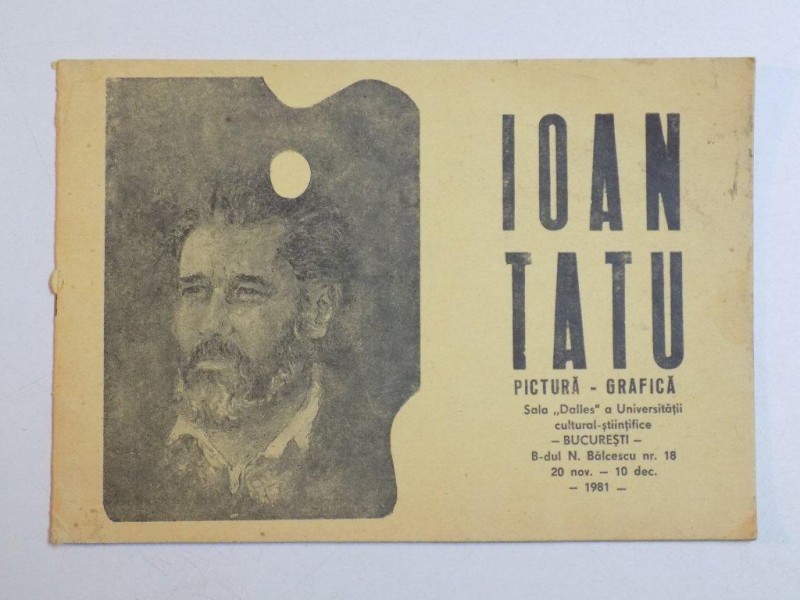 IOAN
TATU
PICTURĂ - GRAFICĂ
Sala „Dalles" a Universității
cultural-științifice
— BUCUREȘTI —
B-dul N. Bălcescu nr. 18
20 nov. — 10 dec.
— 1981 —